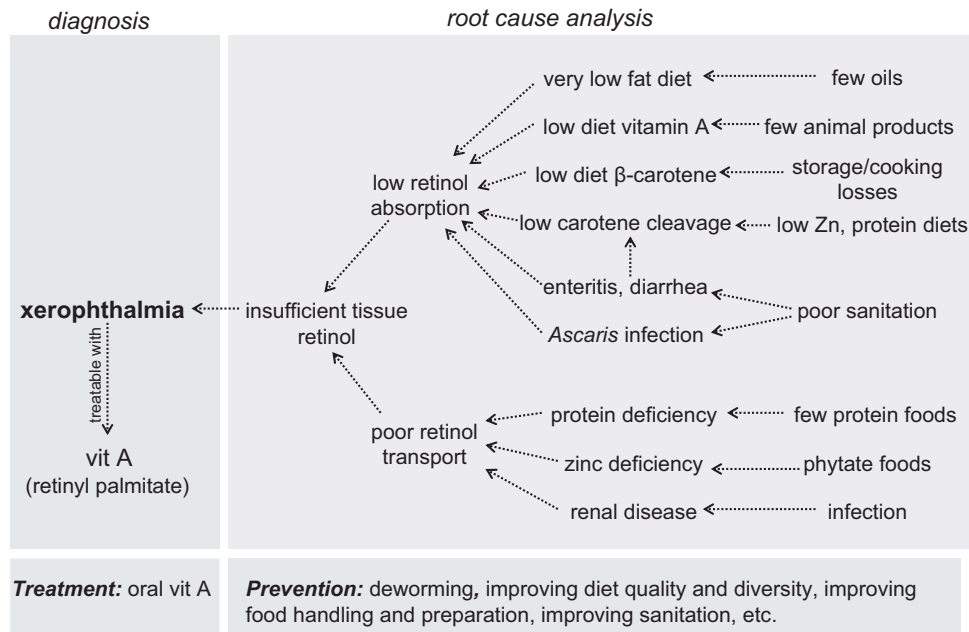 diagnosis
root cause analysis
very low fat diet
few oils
low diet vitamin A
few animal products
low retinol
absorption
low diet β-carotene
storage/cooking
losses
low carotene cleavage
low Zn, protein diets
enteritis, diarrhea
xerophthalmia
insufficient tissue
retinol
poor sanitation
Ascaris infection
treatable with
poor retinol
transport
protein deficiency
few protein foods
vit A
(retinyl palmitate)
zinc deficiency
phytate foods
renal disease
infection
Treatment: oral vit A
Prevention: deworming, improving diet quality and diversity, improving
food handling and preparation, improving sanitation, etc.